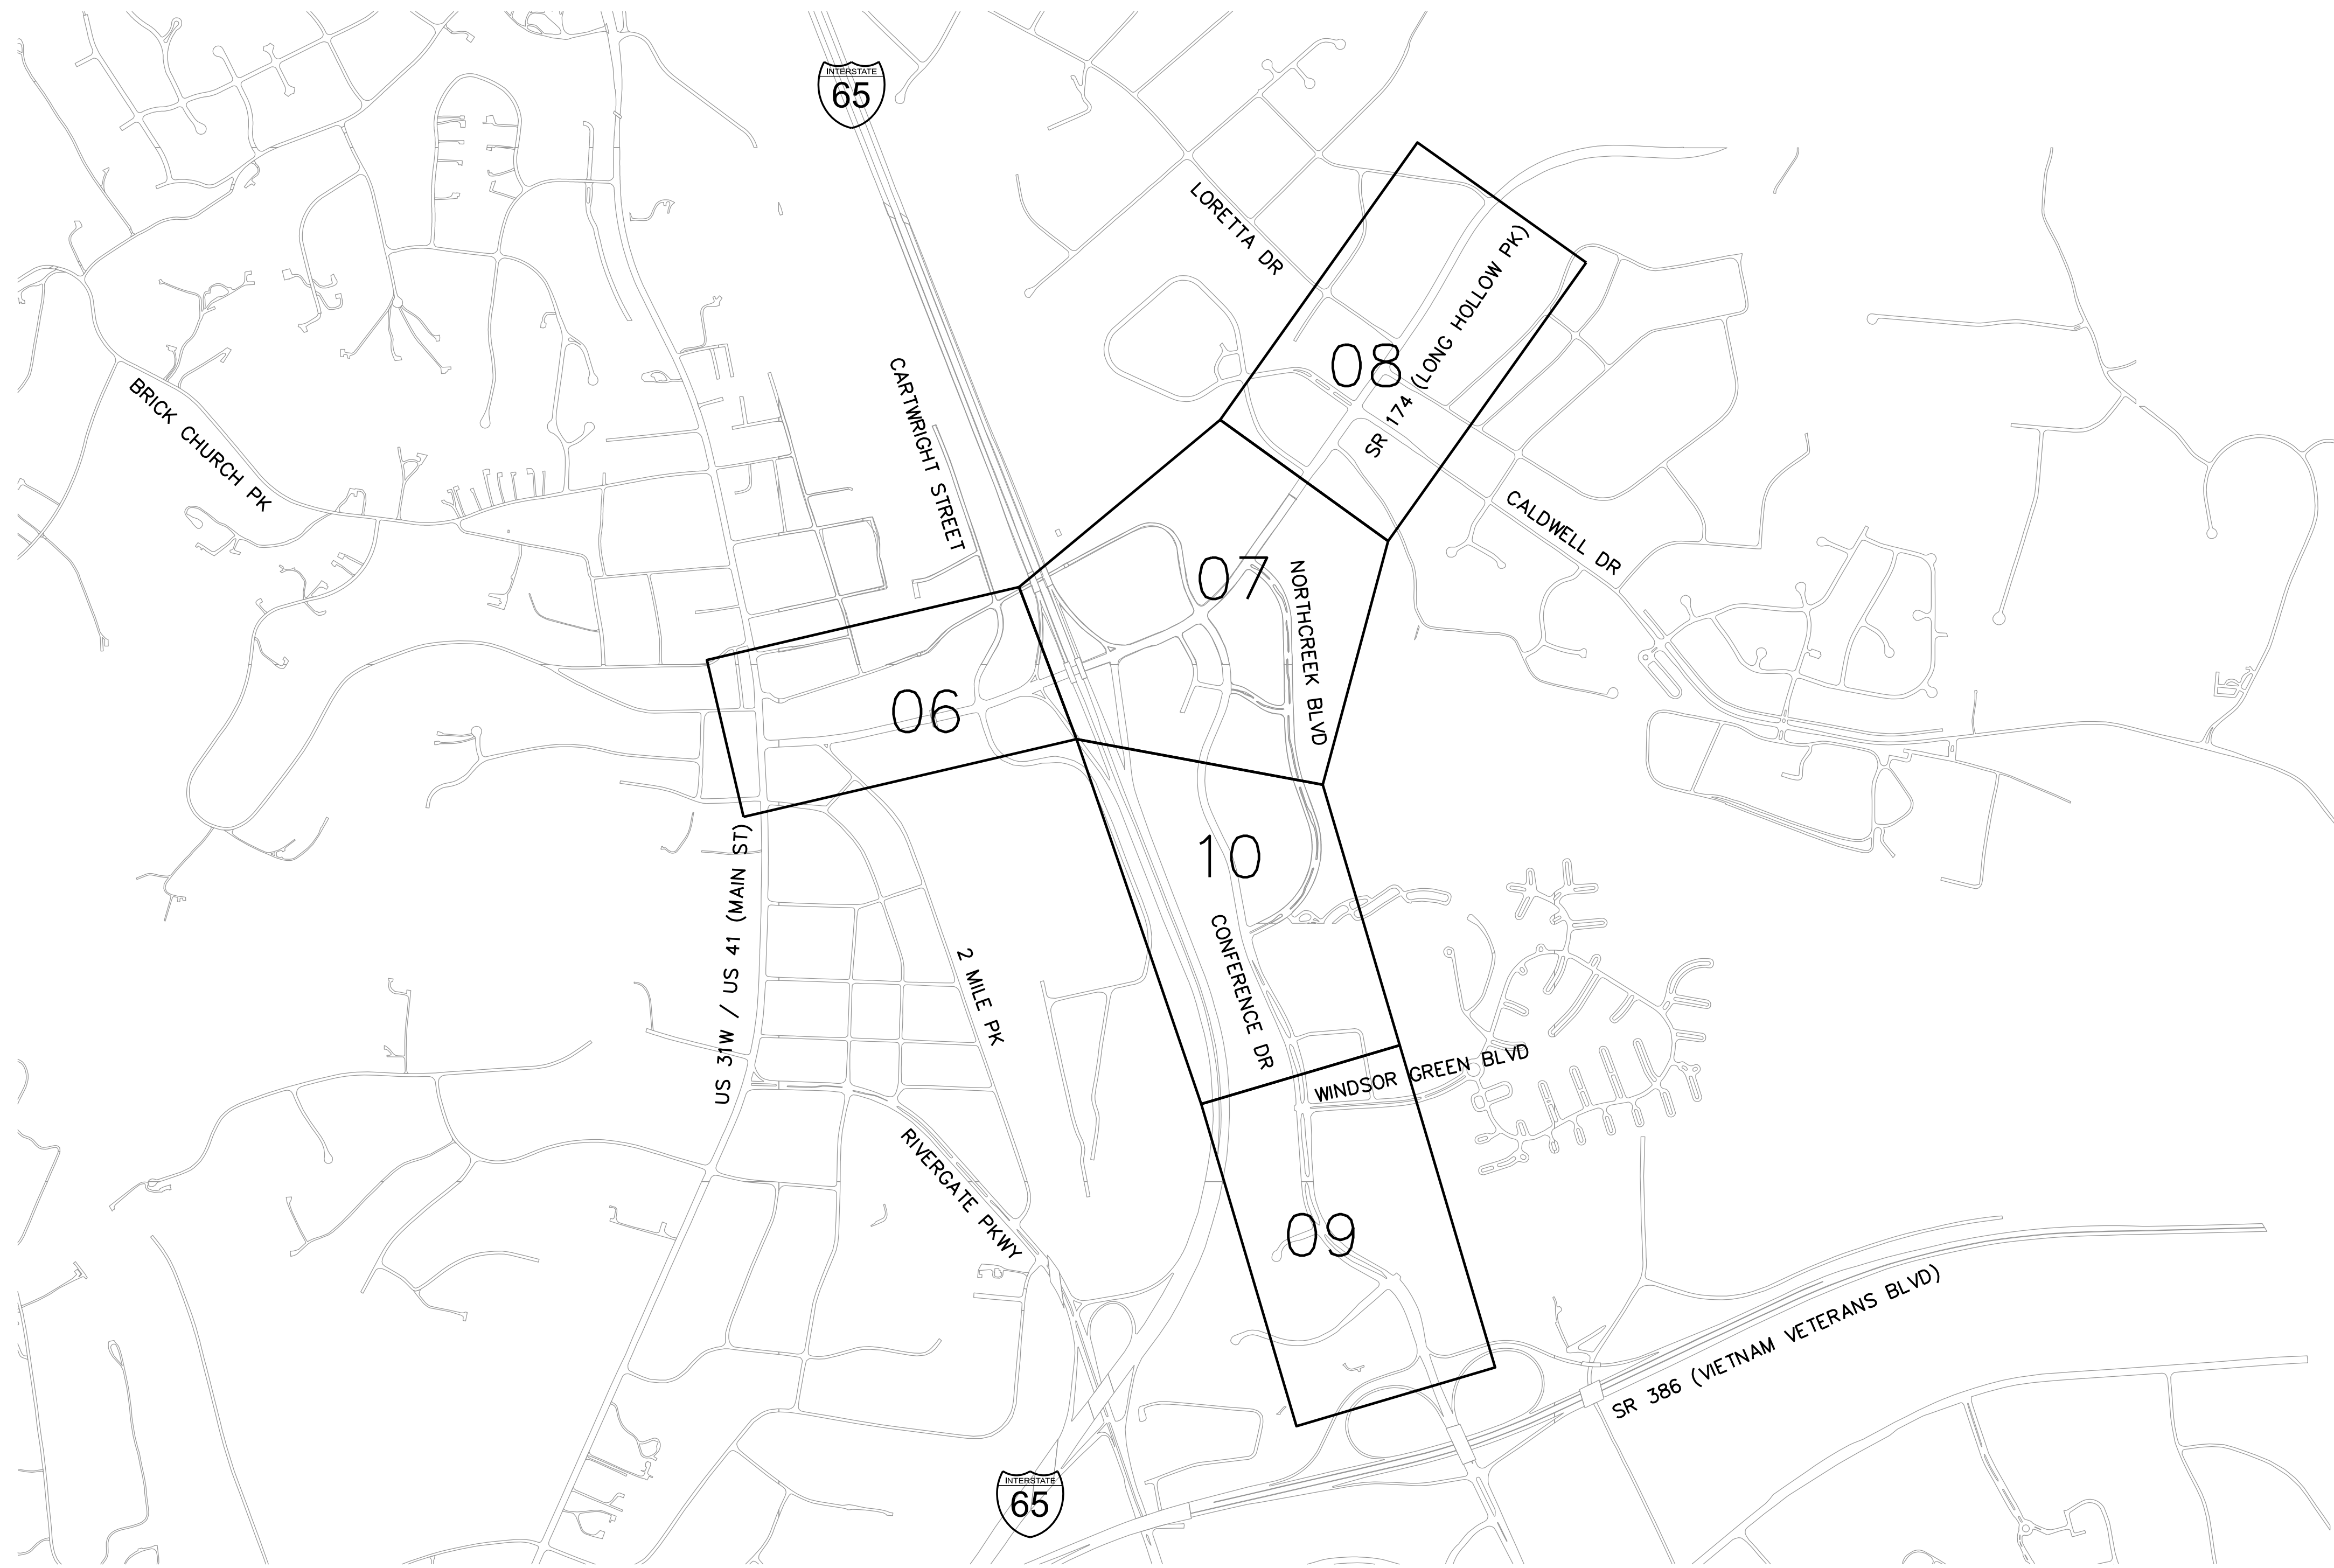 INTERSTATE
65
LORETTA DR
SR 174 (LONG HOLLOW PK)
08
CARTWRIGHT STREET
BRICK CHURCH PK
CALDWELL DR
07
NORTHCREEK BLVD
06
10
US 31W / US 41 (MAIN ST)
2 MILE PK
CONFERENCE DR
WINDSOR GREEN BLVD
RIVERGATE PKWY
09
SR 386 (VIETNAM VETERANS BLVD)
INTERSTATE
65